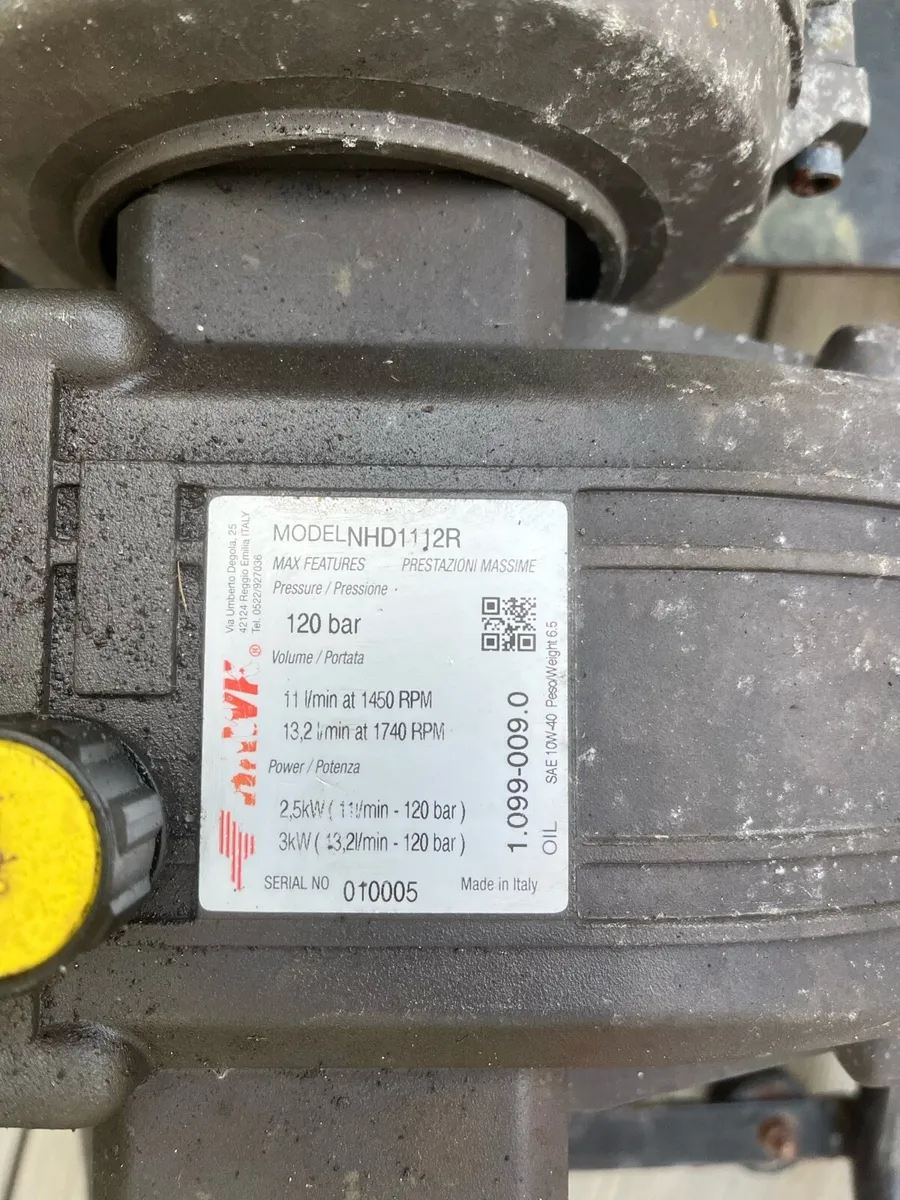 MODEL NHD1112R
MAX FEATURES PRESTAZIONI MASSIME
Pressure / Pressione
120 bar
Volume / Portata
11 l/min at 1450 RPM
13,2 l/min at 1740 RPM
Power / Potenza
2,5kW ( 11l/min - 120 bar )
3kW ( 13,2l/min - 120 bar )
SERIAL NO 010005 Made in Italy
Via Umberto Degola, 25
42124 Reggio Emilia ITALY
Tel. 0522/927036
HAWK®
1.099-009.0
OIL SAE 10W-40 Peso/Weight 6.5